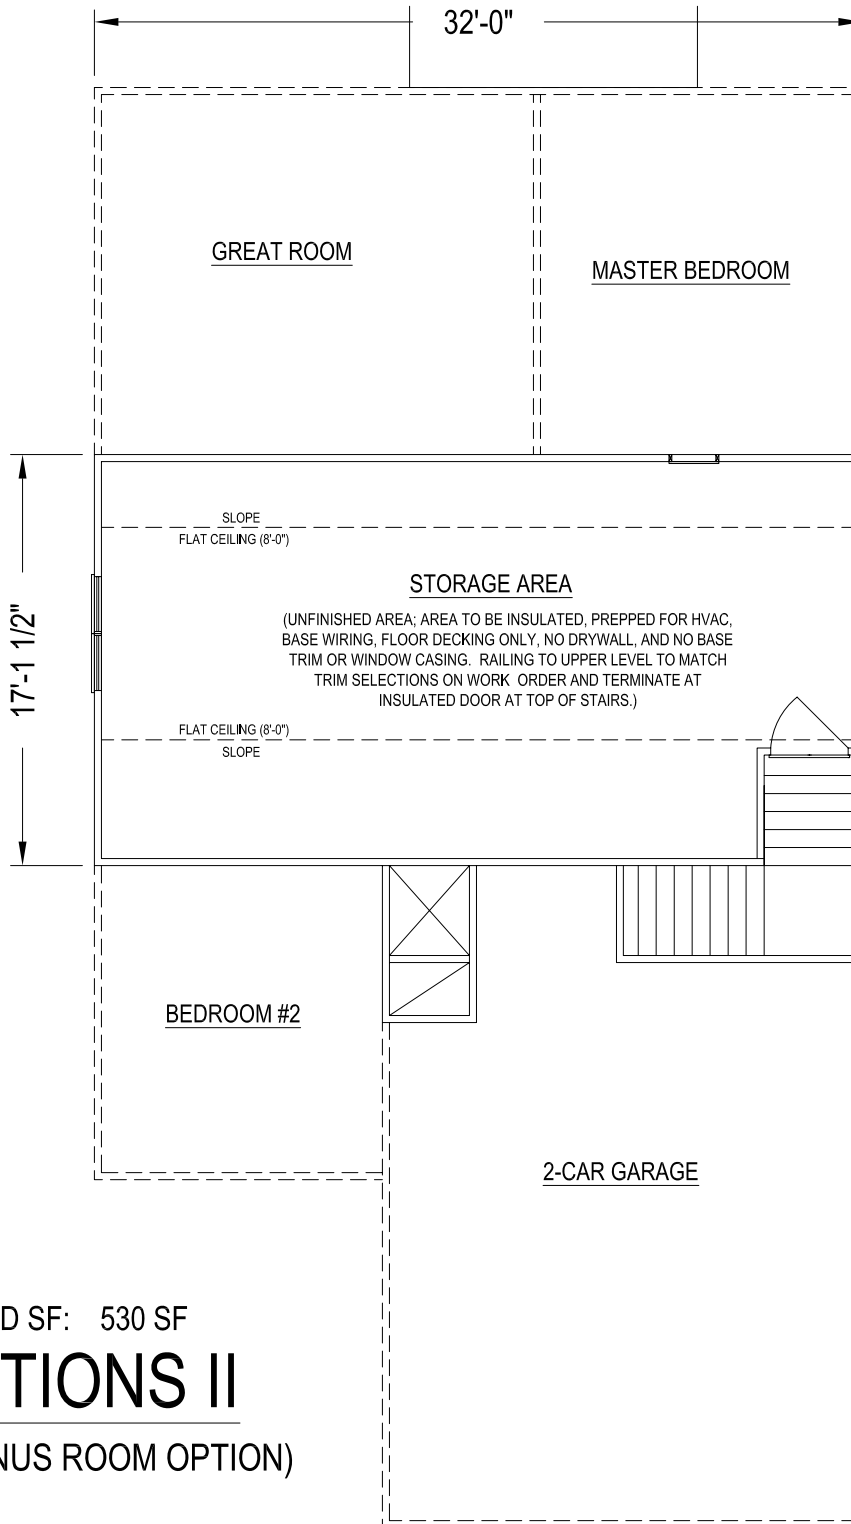 32'-0"
GREAT ROOM
MASTER BEDROOM
SLOPE
FLAT CEILING (8'-0")
STORAGE AREA
(UNFINISHED AREA; AREA TO BE INSULATED, PREPPED FOR HVAC,
BASE WIRING, FLOOR DECKING ONLY, NO DRYWALL, AND NO BASE
TRIM OR WINDOW CASING. RAILING TO UPPER LEVEL TO MATCH
TRIM SELECTIONS ON WORK ORDER AND TERMINATE AT
INSULATED DOOR AT TOP OF STAIRS.)
17'-1 1/2"
FLAT CEILING (8'-0")
SLOPE
BEDROOM #2
2-CAR GARAGE
D SF: 530 SF
TIONS II
NUS ROOM OPTION)